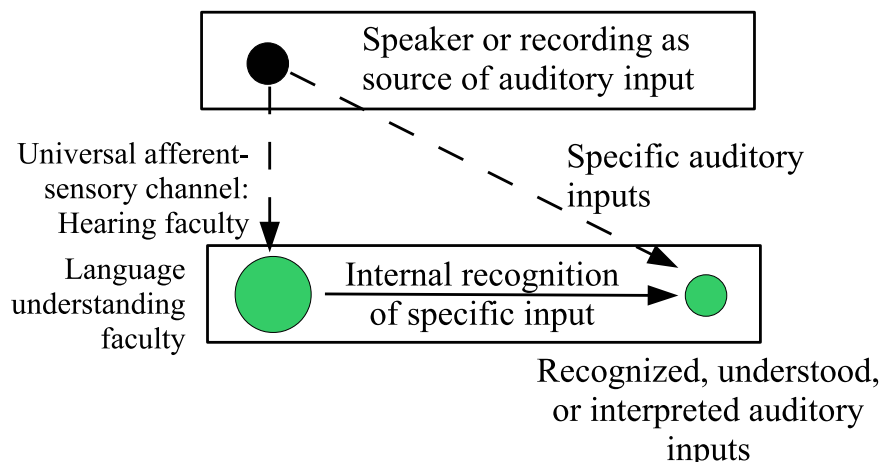 Speaker or recording as
source of auditory input
Universal afferent-
sensory channel:
Hearing faculty
Specific auditory
inputs
Language
understanding
faculty
Internal recognition
of specific input
Recognized, understood,
or interpreted auditory
inputs